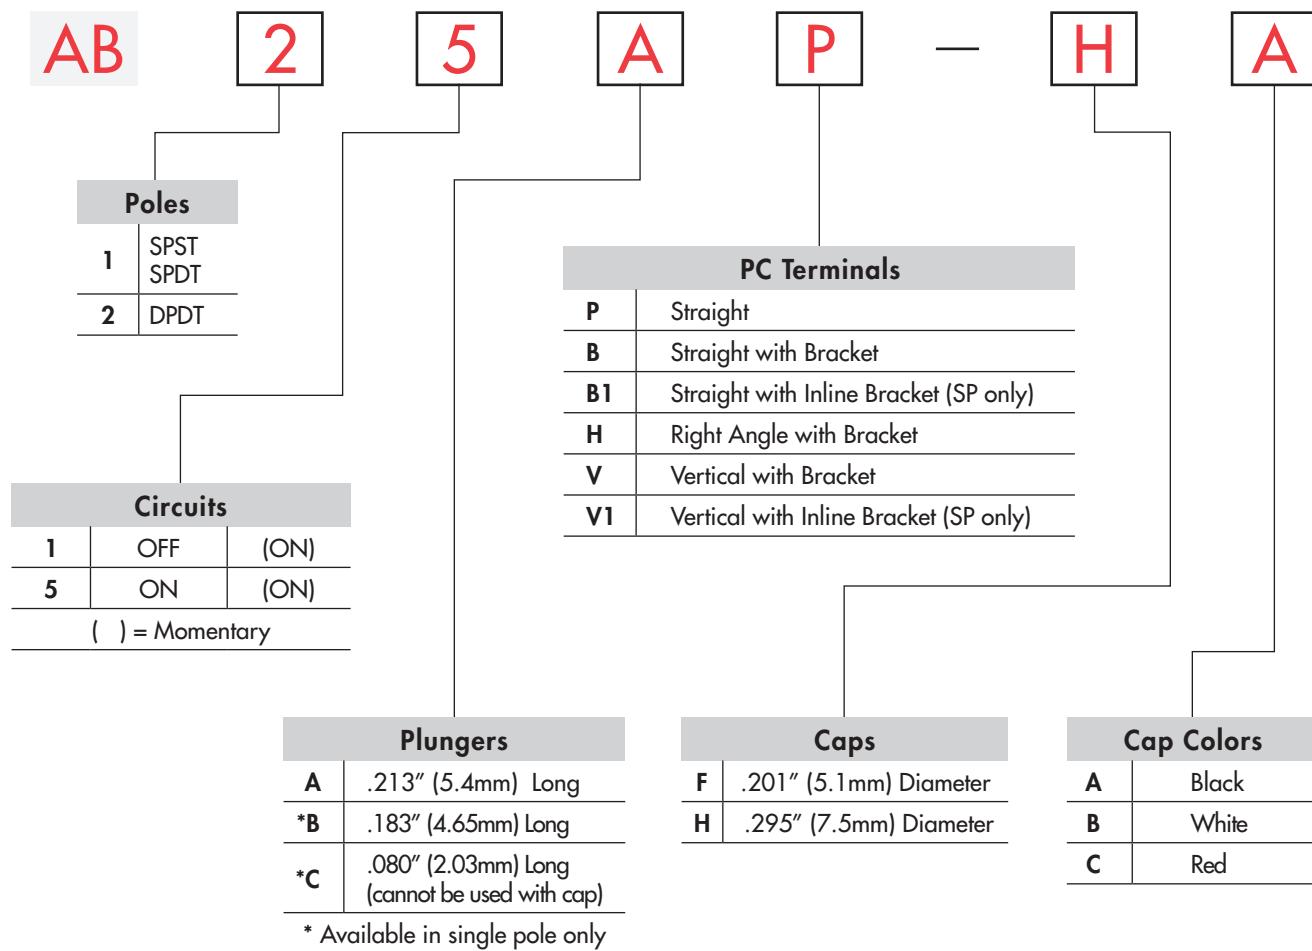 AB 2 5 A P — H A
Poles
1 SPST
SPDT
2 DPDT
PC Terminals
P Straight
B Straight with Bracket
B1 Straight with Inline Bracket (SP only)
H Right Angle with Bracket
V Vertical with Bracket
V1 Vertical with Inline Bracket (SP only)
Circuits
1 OFF (ON)
5 ON (ON)
( ) = Momentary
Plungers
A .213″ (5.4mm) Long
*B .183″ (4.65mm) Long
*C .080″ (2.03mm) Long
(cannot be used with cap)
* Available in single pole only
Caps
F .201″ (5.1mm) Diameter
H .295″ (7.5mm) Diameter
Cap Colors
A Black
B White
C Red